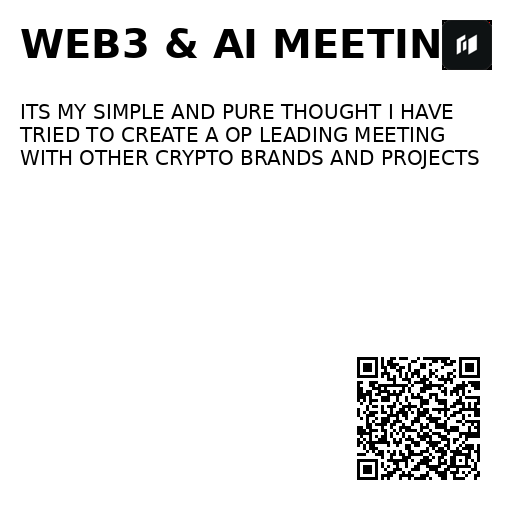 WEB3 & AI MEETIN
ITS MY SIMPLE AND PURE THOUGHT I HAVE
TRIED TO CREATE A OP LEADING MEETING
WITH OTHER CRYPTO BRANDS AND PROJECTS